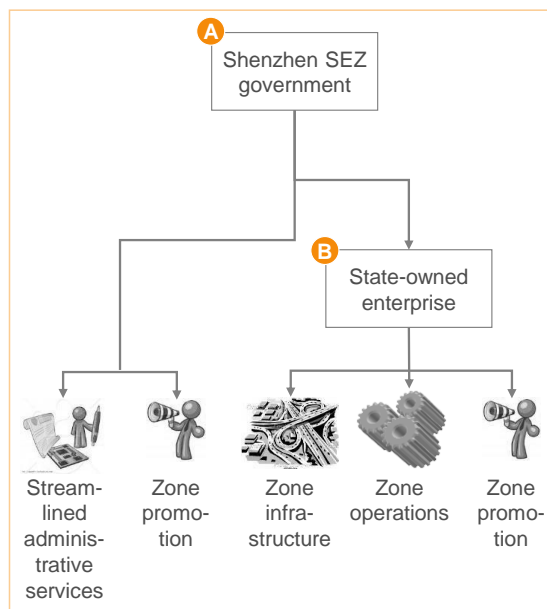 A
Shenzhen SEZ
government
B
State-owned
enterprise
Stream-
lined
adminis-
trative
services
Zone
promo-
tion
Zone
infra-
structure
Zone
operations
Zone
promo-
tion